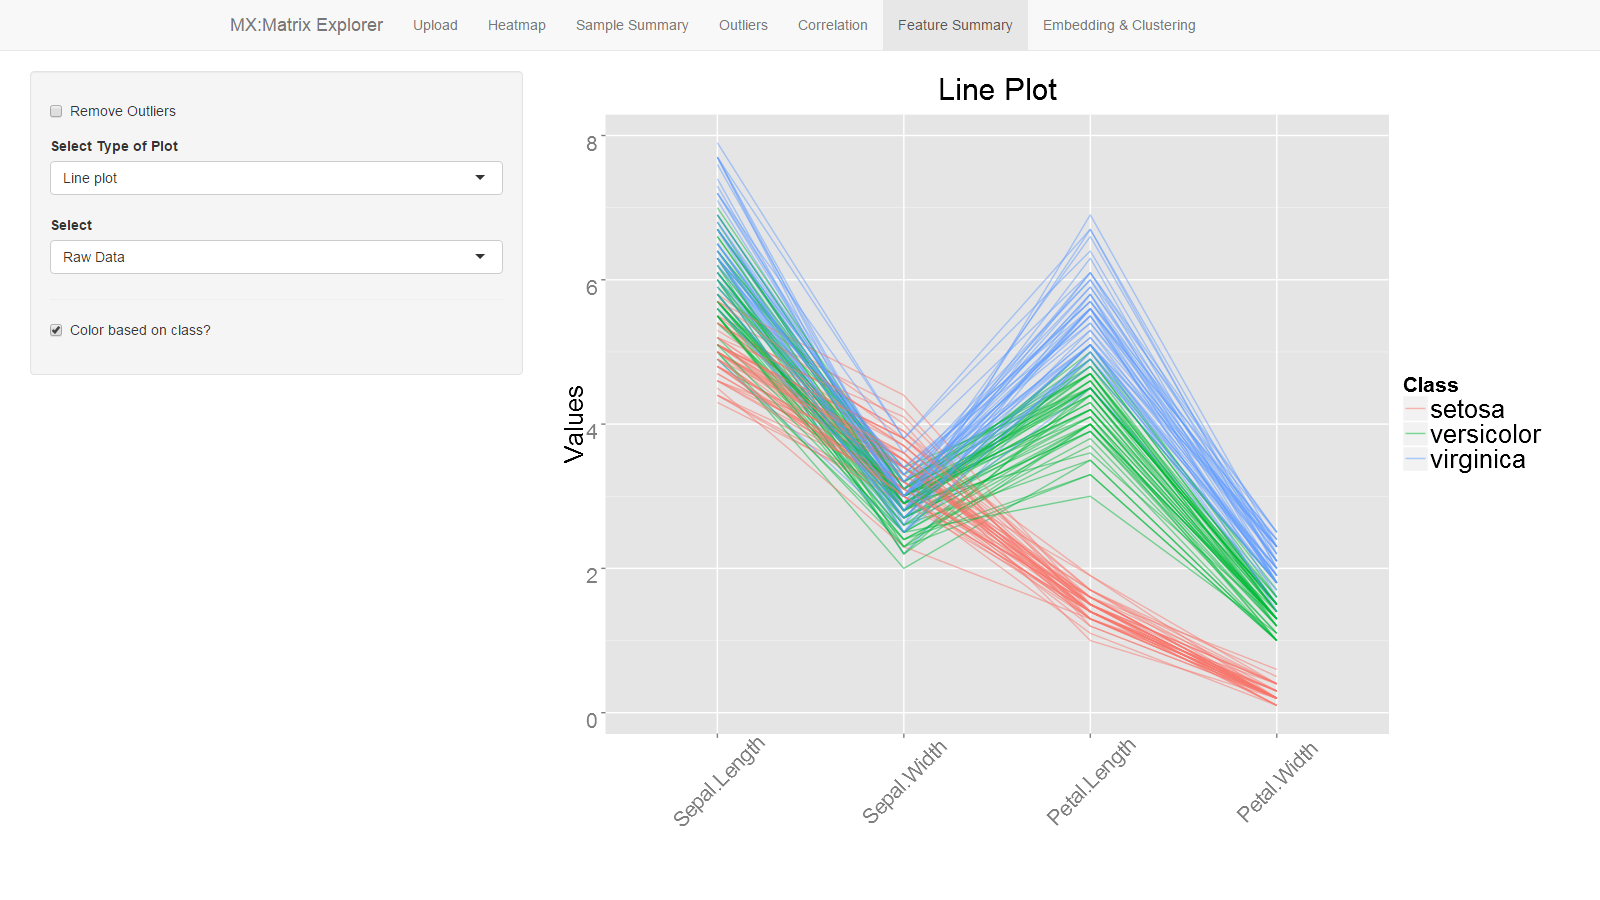 MX:Matrix Explorer Upload Heatmap Sample Summary Outliers Correlation Feature Summary Embedding & Clustering
Remove Outliers
Select Type of Plot
Line plot
Select
Raw Data
Color based on class?
Line Plot
Values
8
6
4
2
0
Sepal.Length
Sepal.Width
Petal.Length
Petal.Width
Class
setosa
versicolor
virginica